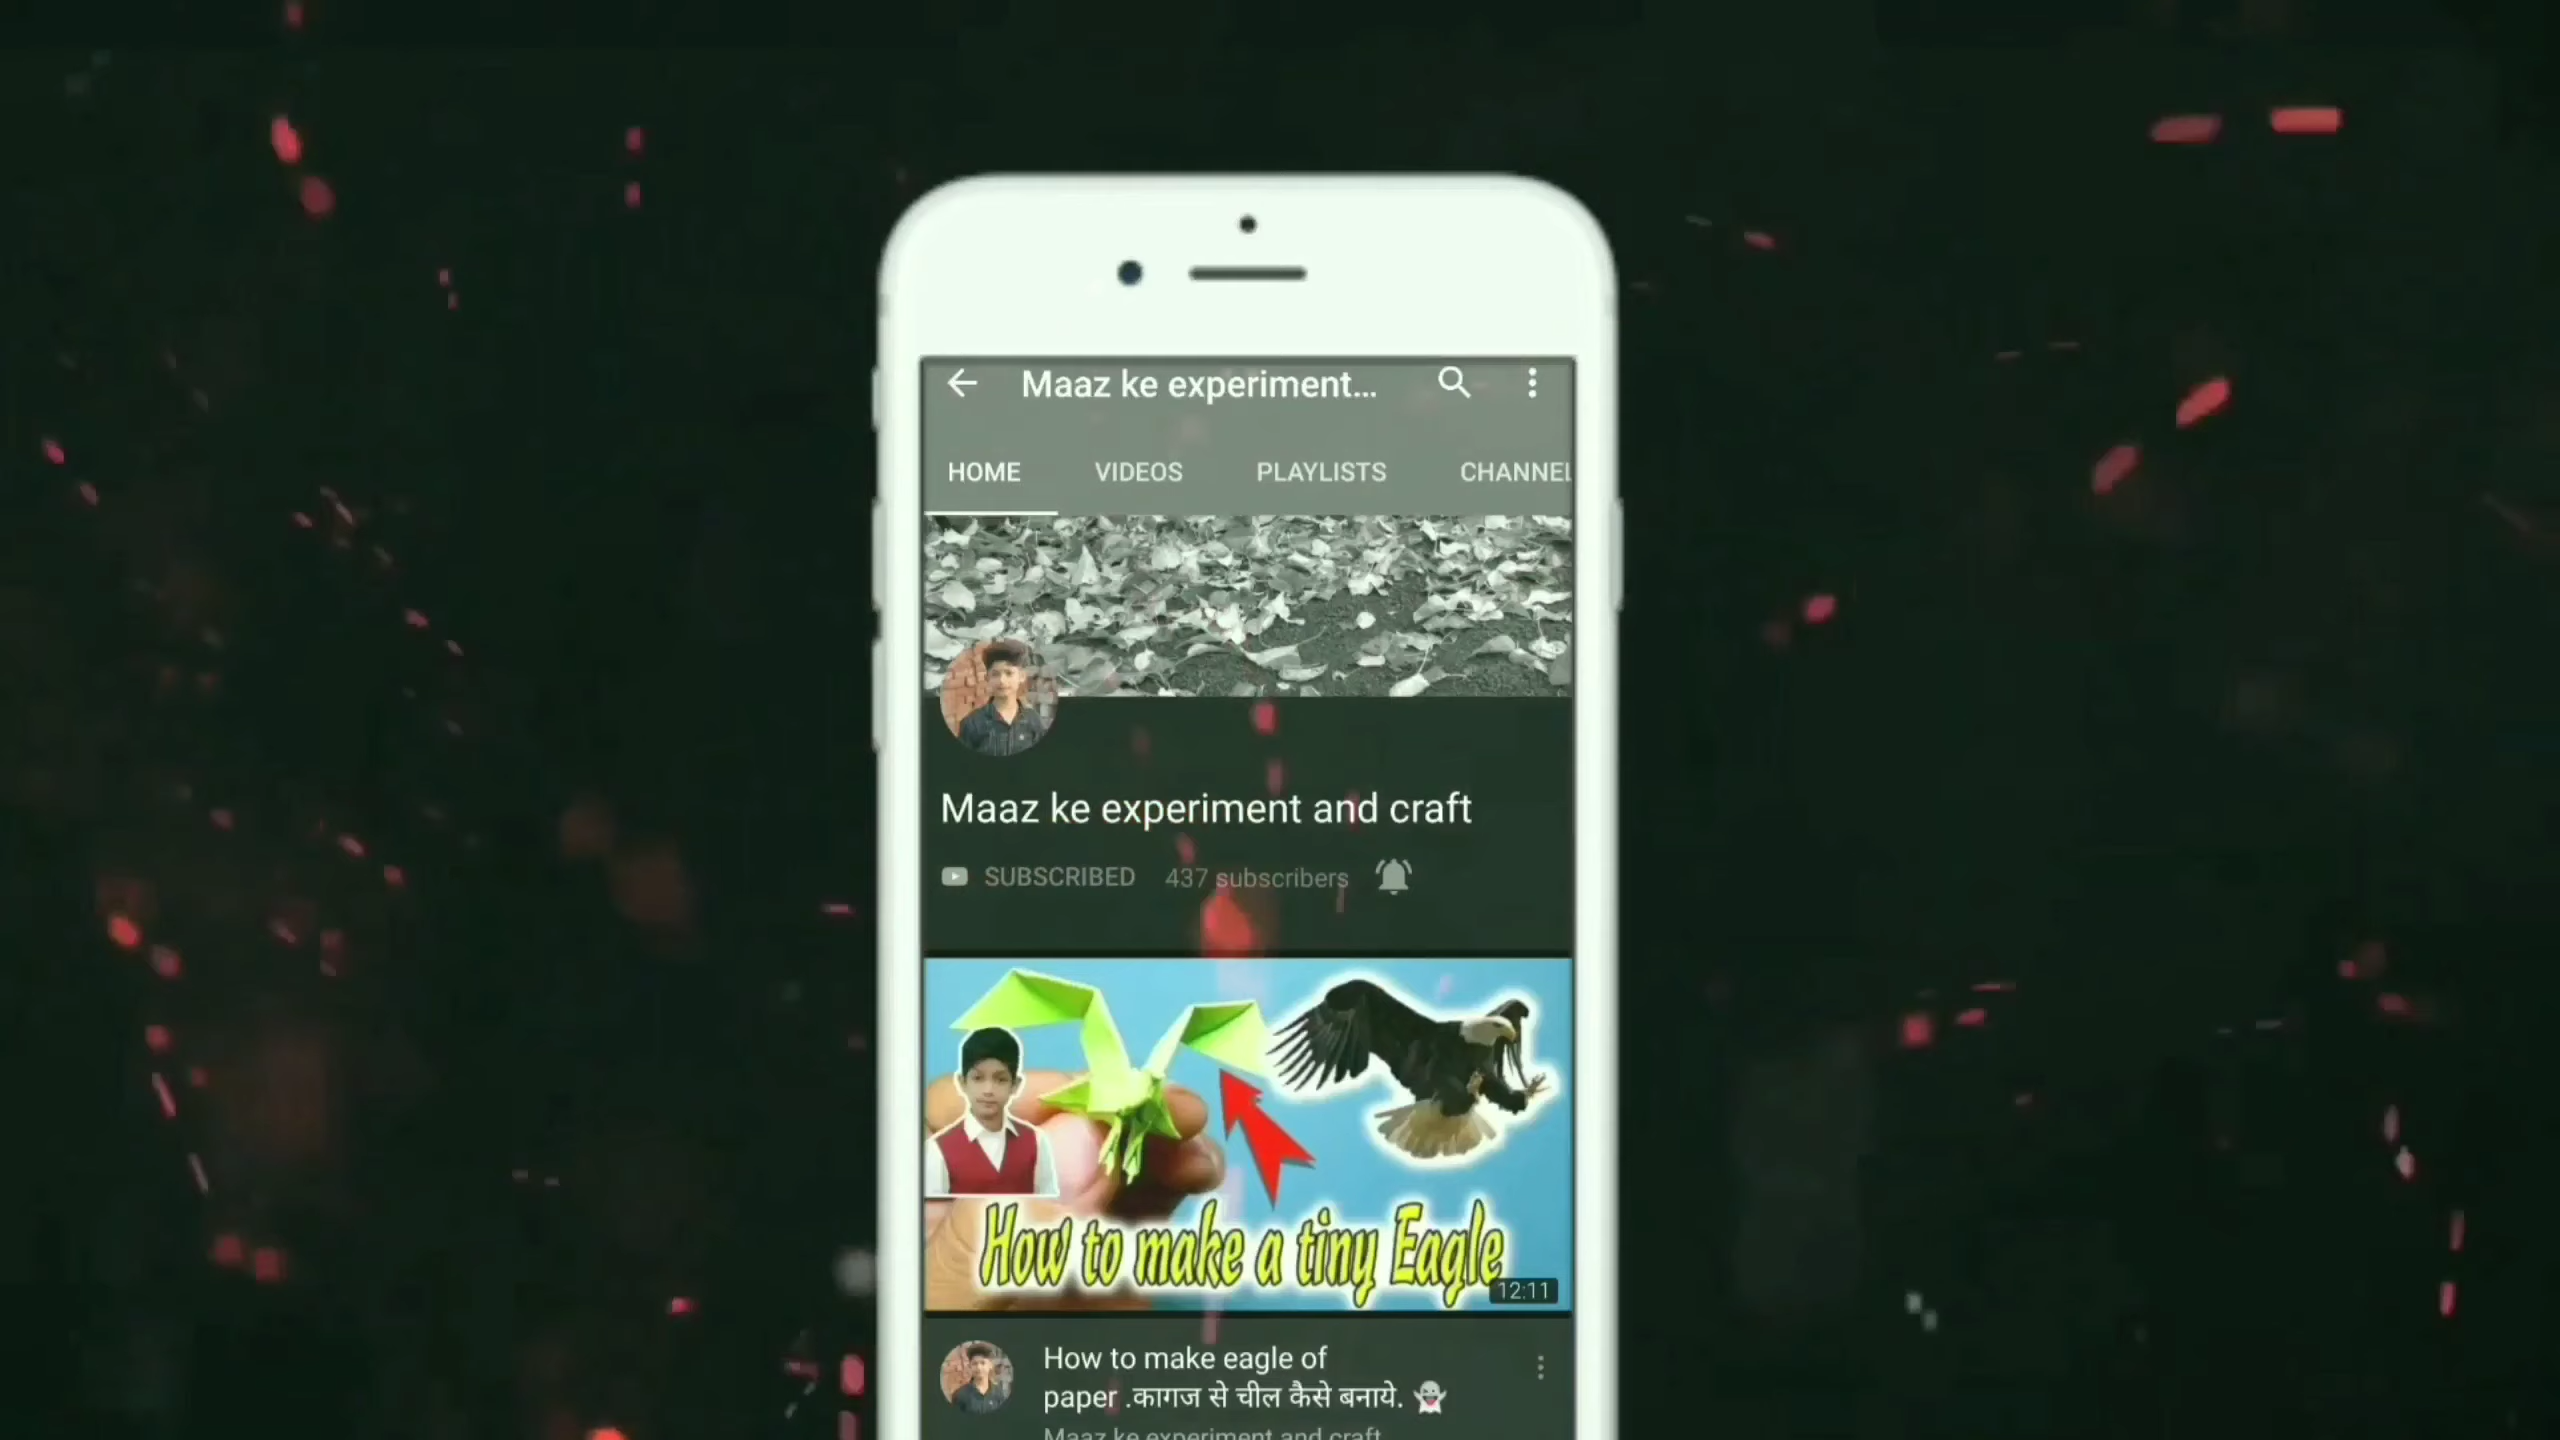 Maaz ke experiment...
HOME VIDEOS PLAYLISTS CHANNEL
Maaz ke experiment and craft
SUBSCRIBED 437 subscribers
How to make a tiny Eagle
12:11
How to make eagle of
paper .कागज से चील कैसे बनाये. 👻
Maaz ke experiment and craft